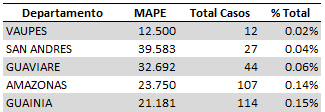 Departamento MAPE Total Casos % Total
VAUPES 12.500 12 0.02%
SAN ANDRES 39.583 27 0.04%
GUAVIARE 32.692 44 0.06%
AMAZONAS 23.750 107 0.14%
GUAINIA 21.181 114 0.15%